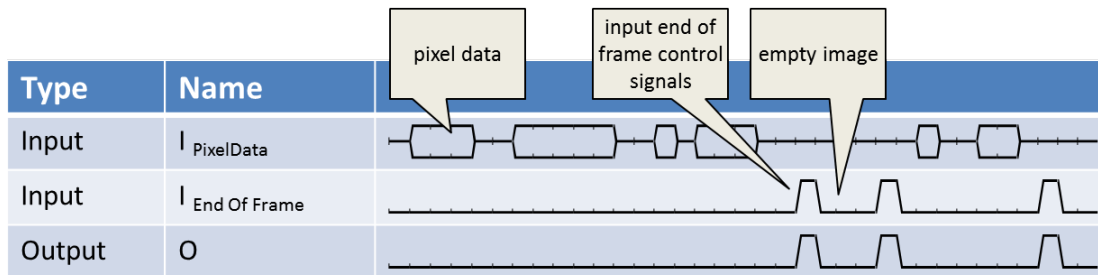 pixel data
input end of
frame control
signals
empty image
Type Name
Input I PixelData
Input I End Of Frame
Output O